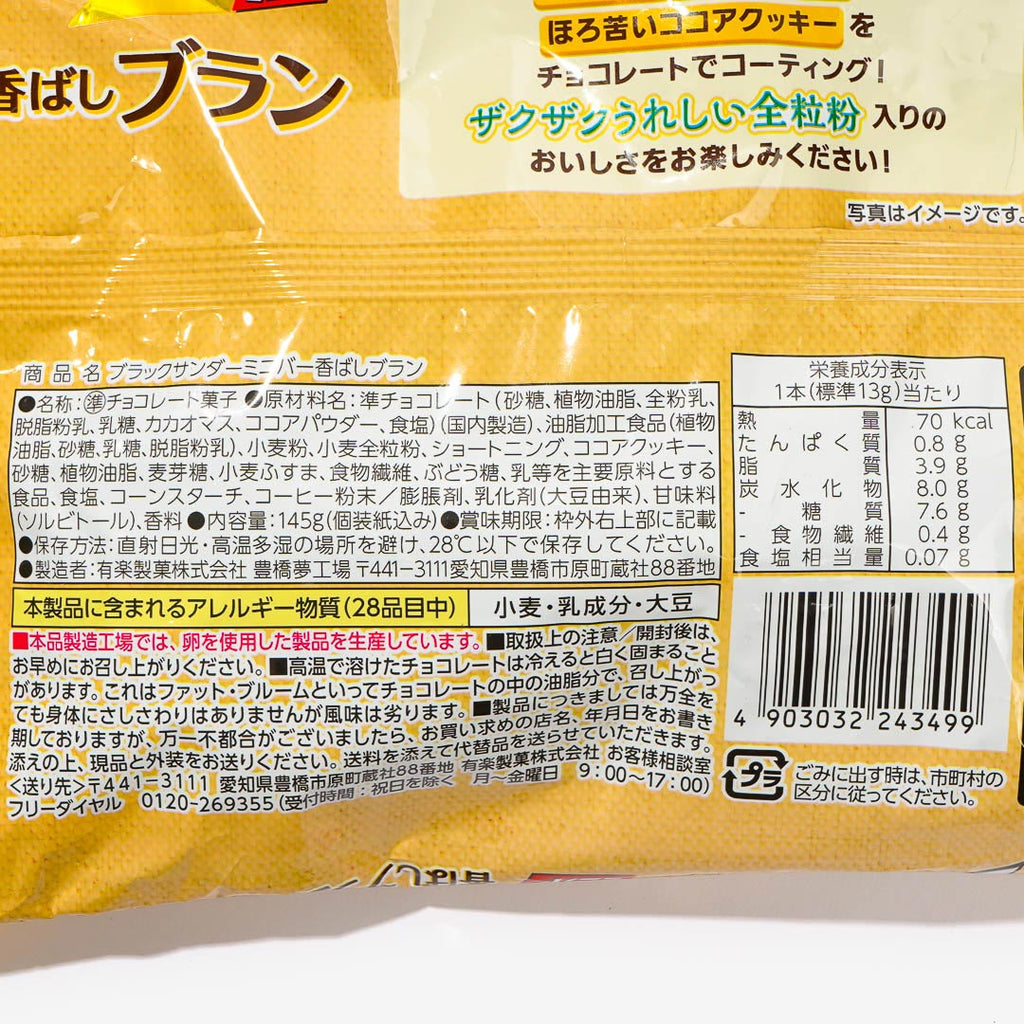 香ばしブラン
ほろ苦いココアクッキーを
チョコレートでコーティング!
ザクザクうれしい全粒粉入りの
おいしさをお楽しみください!
写真はイメージです。
商品名 ブラックサンダーミニバー香ばしブラン
●名称:準チョコレート菓子 ●原材料名:準チョコレート(砂糖、植物油脂、全粉乳、
脱脂粉乳、乳糖、カカオマス、ココアパウダー、食塩)(国内製造)、油脂加工食品(植物
油脂、砂糖、乳糖、脱脂粉乳)、小麦粉、小麦全粒粉、ショートニング、ココアクッキー、
砂糖、植物油脂、麦芽糖、小麦ふすま、食物繊維、ぶどう糖、乳等を主要原料とする
食品、食塩、コーンスターチ、コーヒー粉末/膨脹剤、乳化剤(大豆由来)、甘味料
(ソルビトール)、香料 ●内容量:145g(個装紙込み) ●賞味期限:枠外右上部に記載
●保存方法:直射日光・高温多湿の場所を避け、28℃以下で保存してください。
●製造者:有楽製菓株式会社 豊橋夢工場 〒441-3111愛知県豊橋市原町蔵社88番地
本製品に含まれるアレルギー物質(28品目中) 小麦・乳成分・大豆
■本品製造工場では、卵を使用した製品を生産しています。■取扱上の注意/開封後は、
お早めにお召し上がりください。■高温で溶けたチョコレートは冷えると白く固まること
があります。これはファット・ブルームといってチョコレートの中の油脂分で、召し上がっ
ても身体にさしさわりはありませんが風味は劣ります。■製品につきましては万全を
期しておりますが、万一不都合がございましたら、お買い求めの店名、年月日をお書き
添えの上、現品と外装をお送りください。送料を添えて代替品を送らせていただきます。
<送り先>〒441-3111 愛知県豊橋市原町蔵社88番地 有楽製菓株式会社 お客様相談室
フリーダイヤル 0120-269355(受付時間:祝日を除く 月〜金曜日 9:00〜17:00)
栄養成分表示
1本(標準13g)当たり
熱量 70 kcal
たんぱく質 0.8 g
脂質 3.9 g
炭水化物 8.0 g
- 糖質 7.6 g
- 食物繊維 0.4 g
食塩相当量 0.07 g
4 903032 243499
プラ
ごみに出す時は、市町村の
区分に従ってください。